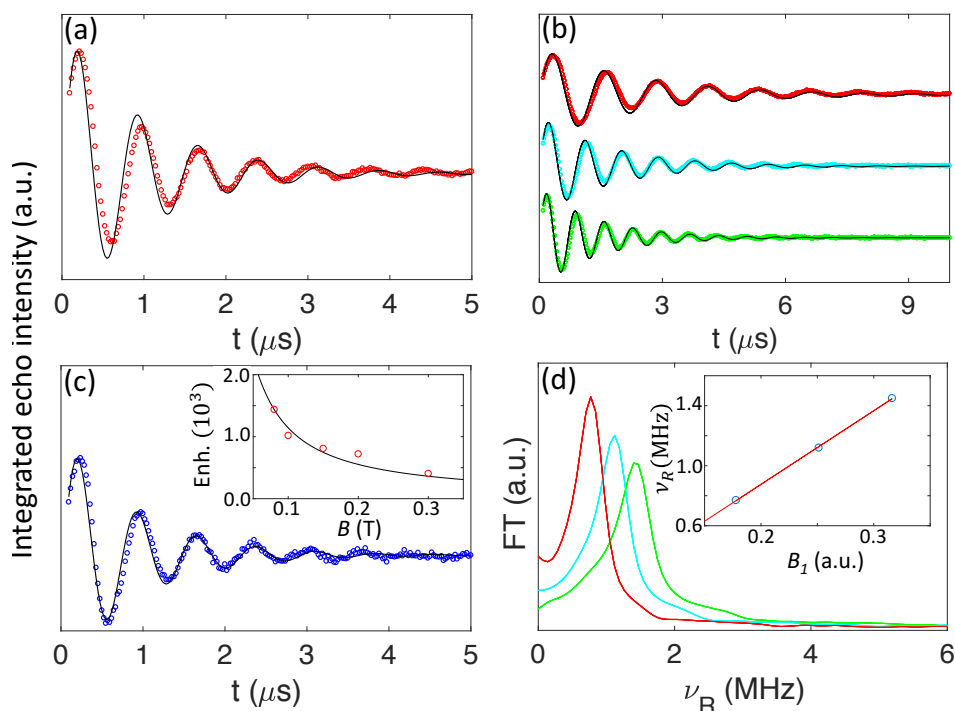 Integrated echo intensity (a.u.)
(a)
0 1 2 3 4 5
t (μs)
(b)
0 3 6 9
t (μs)
(c)
2.0
1.0
0.0
Enh. (10³)
0.1 0.2 0.3
B (T)
0 1 2 3 4 5
t (μs)
(d)
FT (a.u.)
1.4
1.0
0.6
ν_R (MHz)
0.2 0.3
B₁ (a.u.)
0 2 4 6
ν_R (MHz)